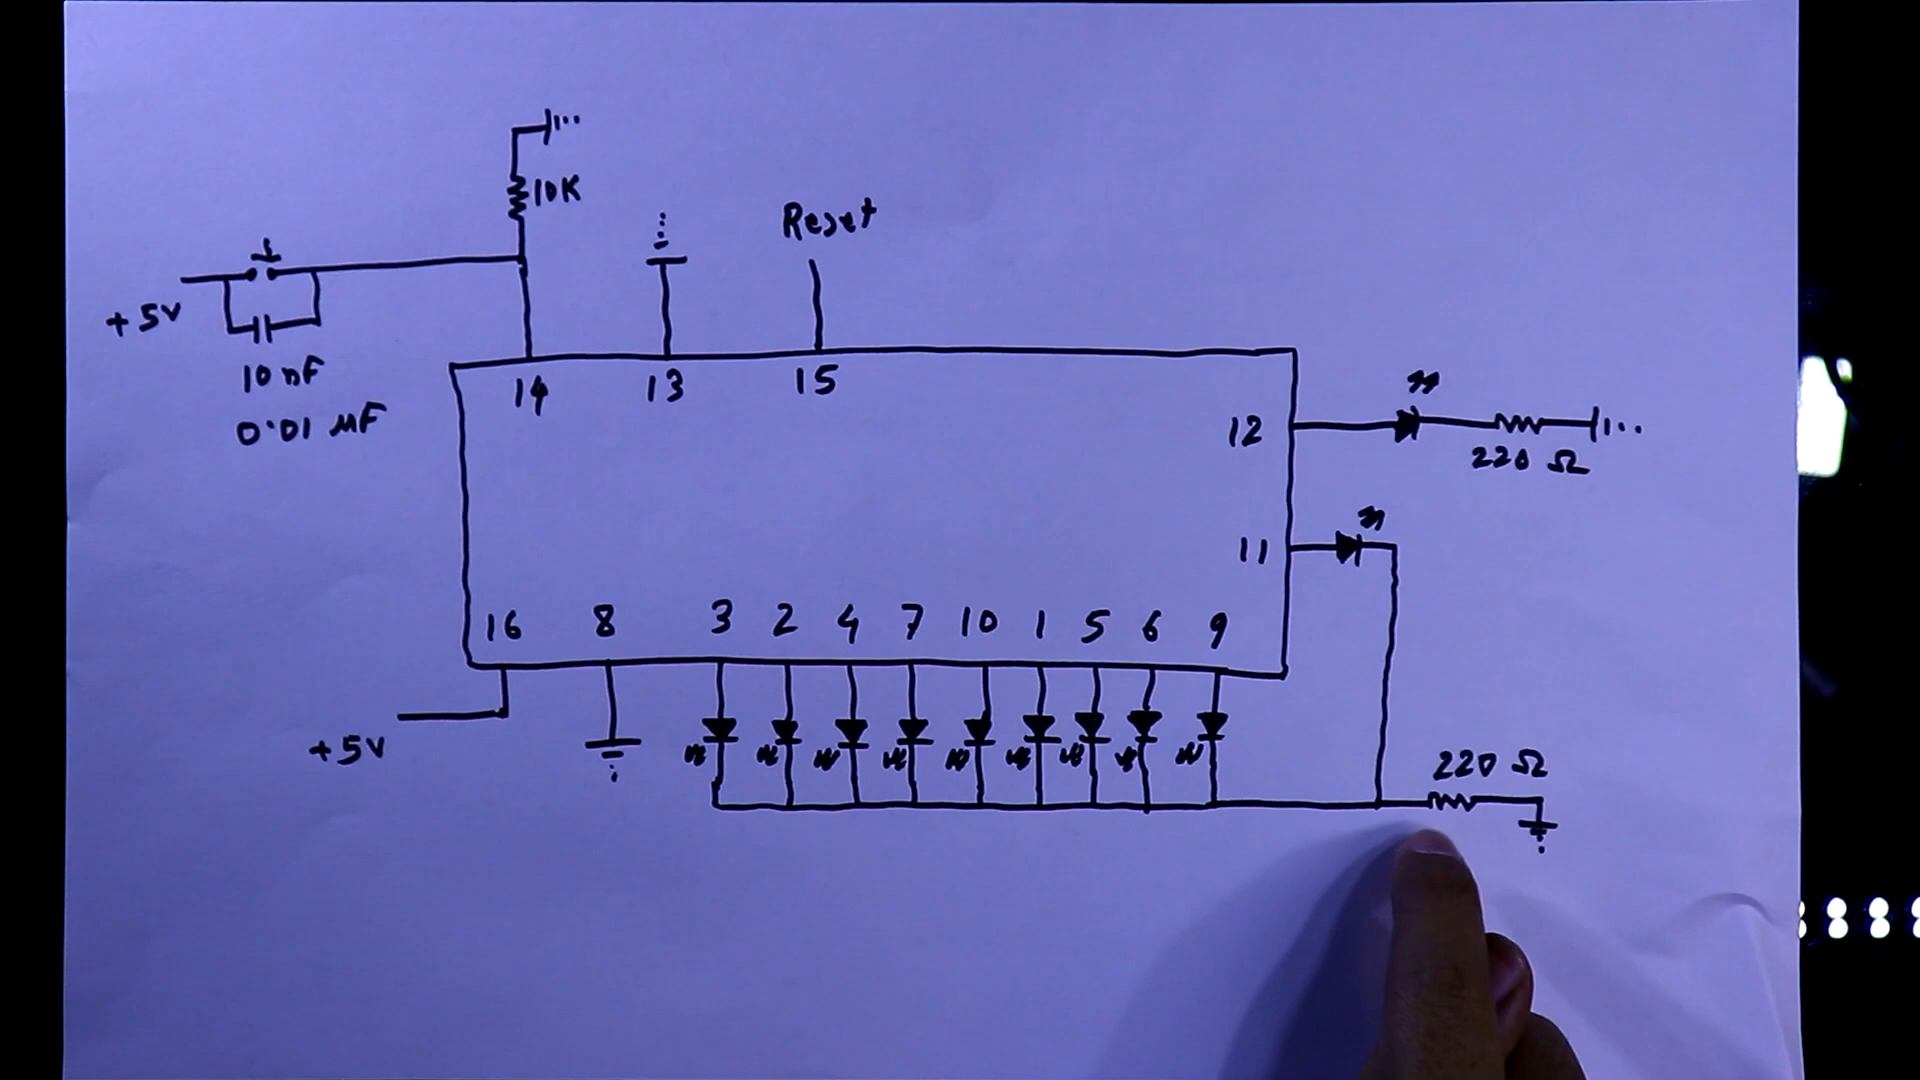 10K
Reset
+5V
10 nF
0.01 µF
14 13 15
12
220 Ω
11
16 8 3 2 4 7 10 1 5 6 9
+5V
220 Ω